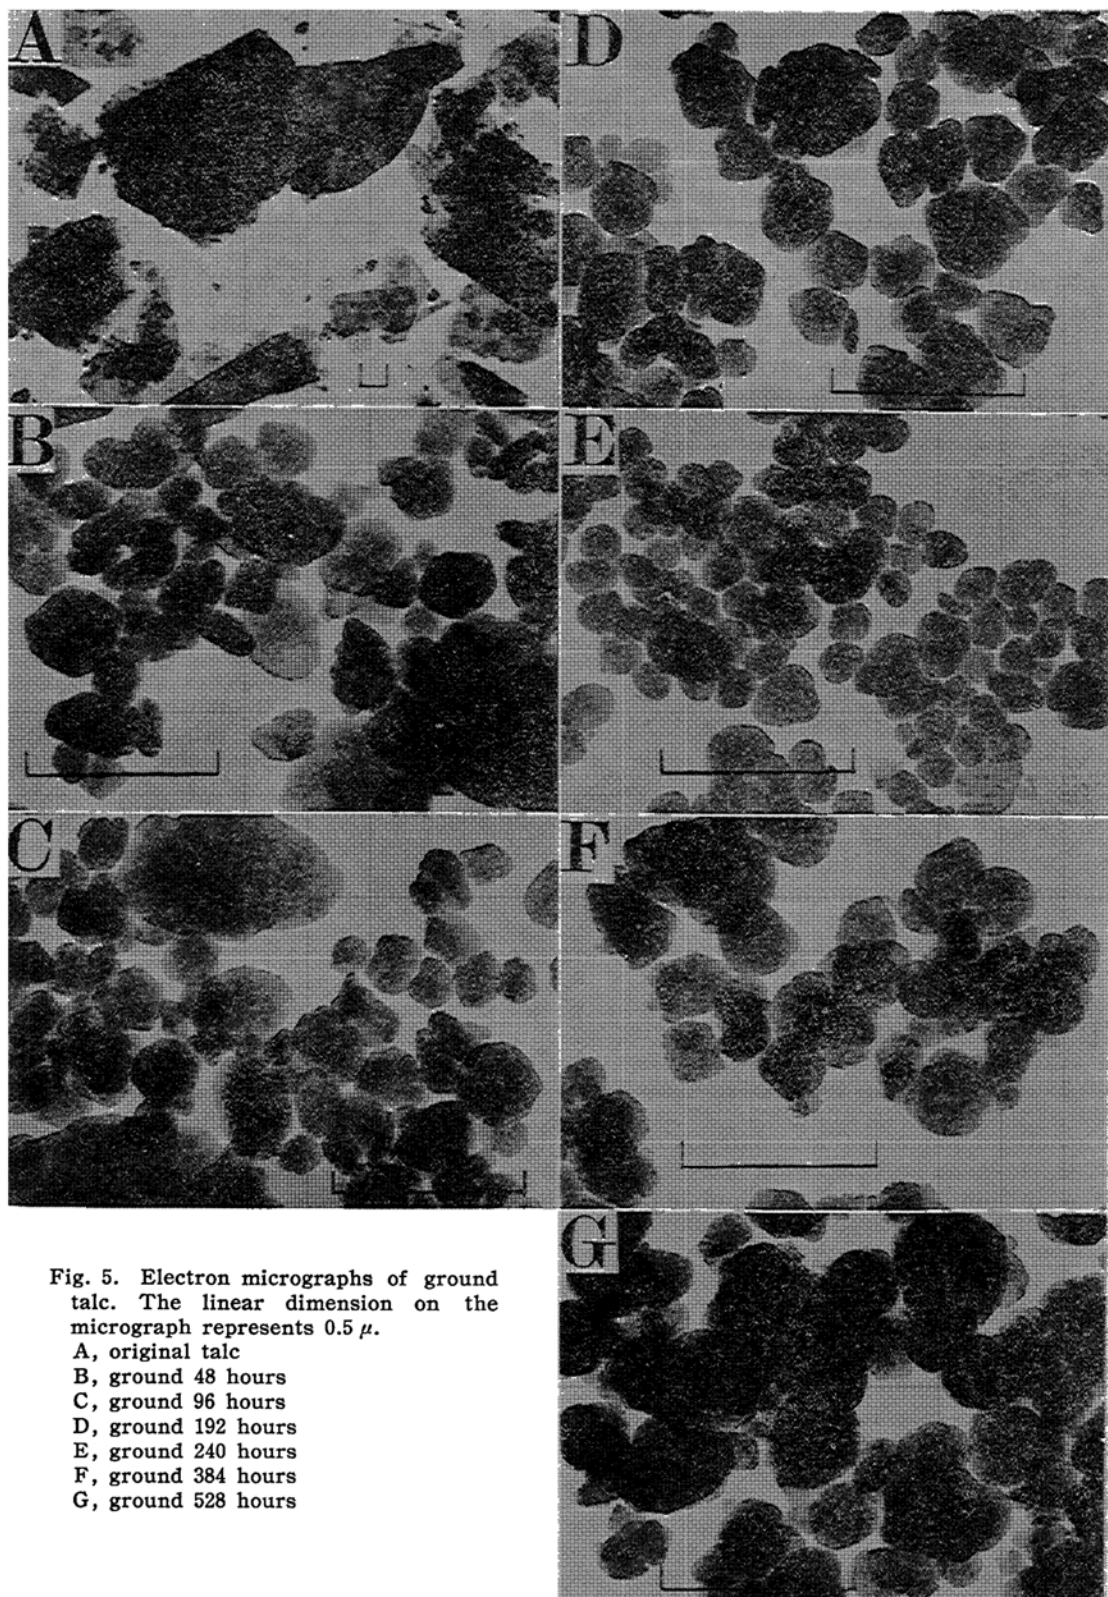 A
D
B
E
C
F
G
Fig. 5. Electron micrographs of ground
talc. The linear dimension on the
micrograph represents 0.5 μ.
A, original talc
B, ground 48 hours
C, ground 96 hours
D, ground 192 hours
E, ground 240 hours
F, ground 384 hours
G, ground 528 hours